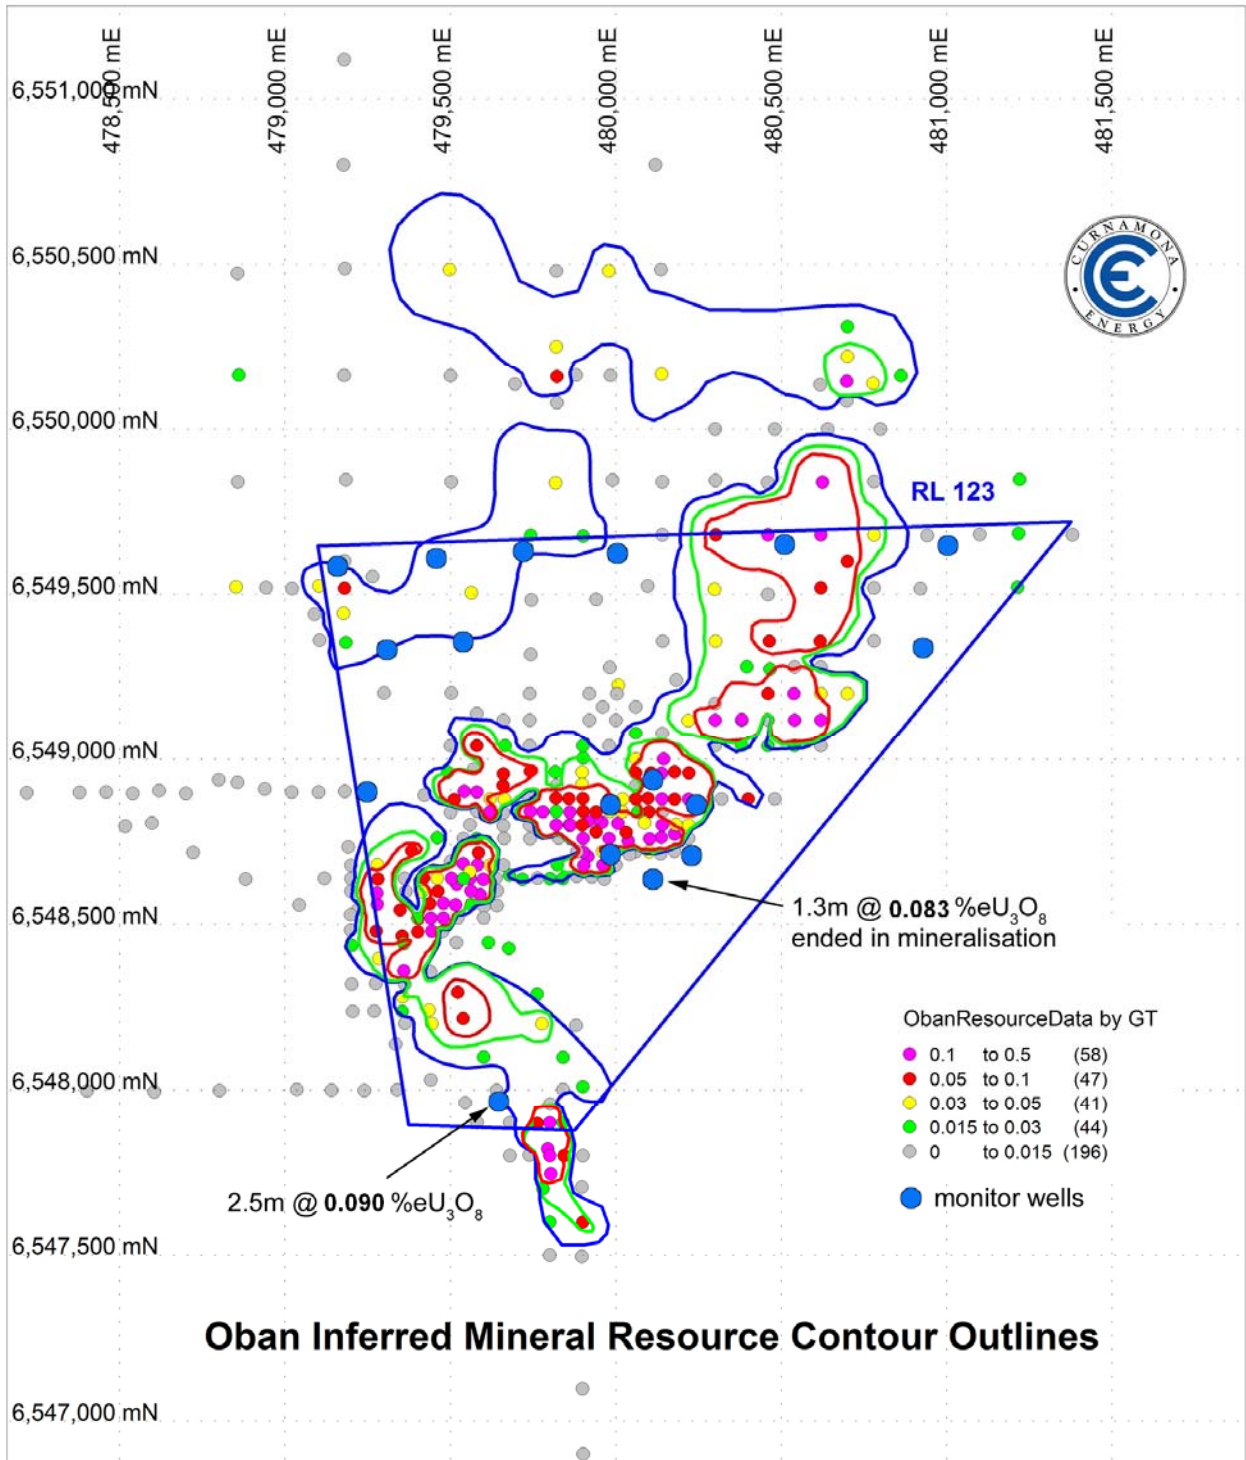 478,500 mE
479,000 mE
479,500 mE
480,000 mE
480,500 mE
481,000 mE
481,500 mE
6,551,000 mN
6,550,500 mN
CURNAMONA
ENERGY
6,550,000 mN
RL 123
6,549,500 mN
6,549,000 mN
6,548,500 mN
1.3m @ 0.083 %eU₃O₈
ended in mineralisation
ObanResourceData by GT
0.1 to 0.5 (58)
0.05 to 0.1 (47)
0.03 to 0.05 (41)
0.015 to 0.03 (44)
0 to 0.015 (196)
monitor wells
6,548,000 mN
2.5m @ 0.090 %eU₃O₈
6,547,500 mN
Oban Inferred Mineral Resource Contour Outlines
6,547,000 mN